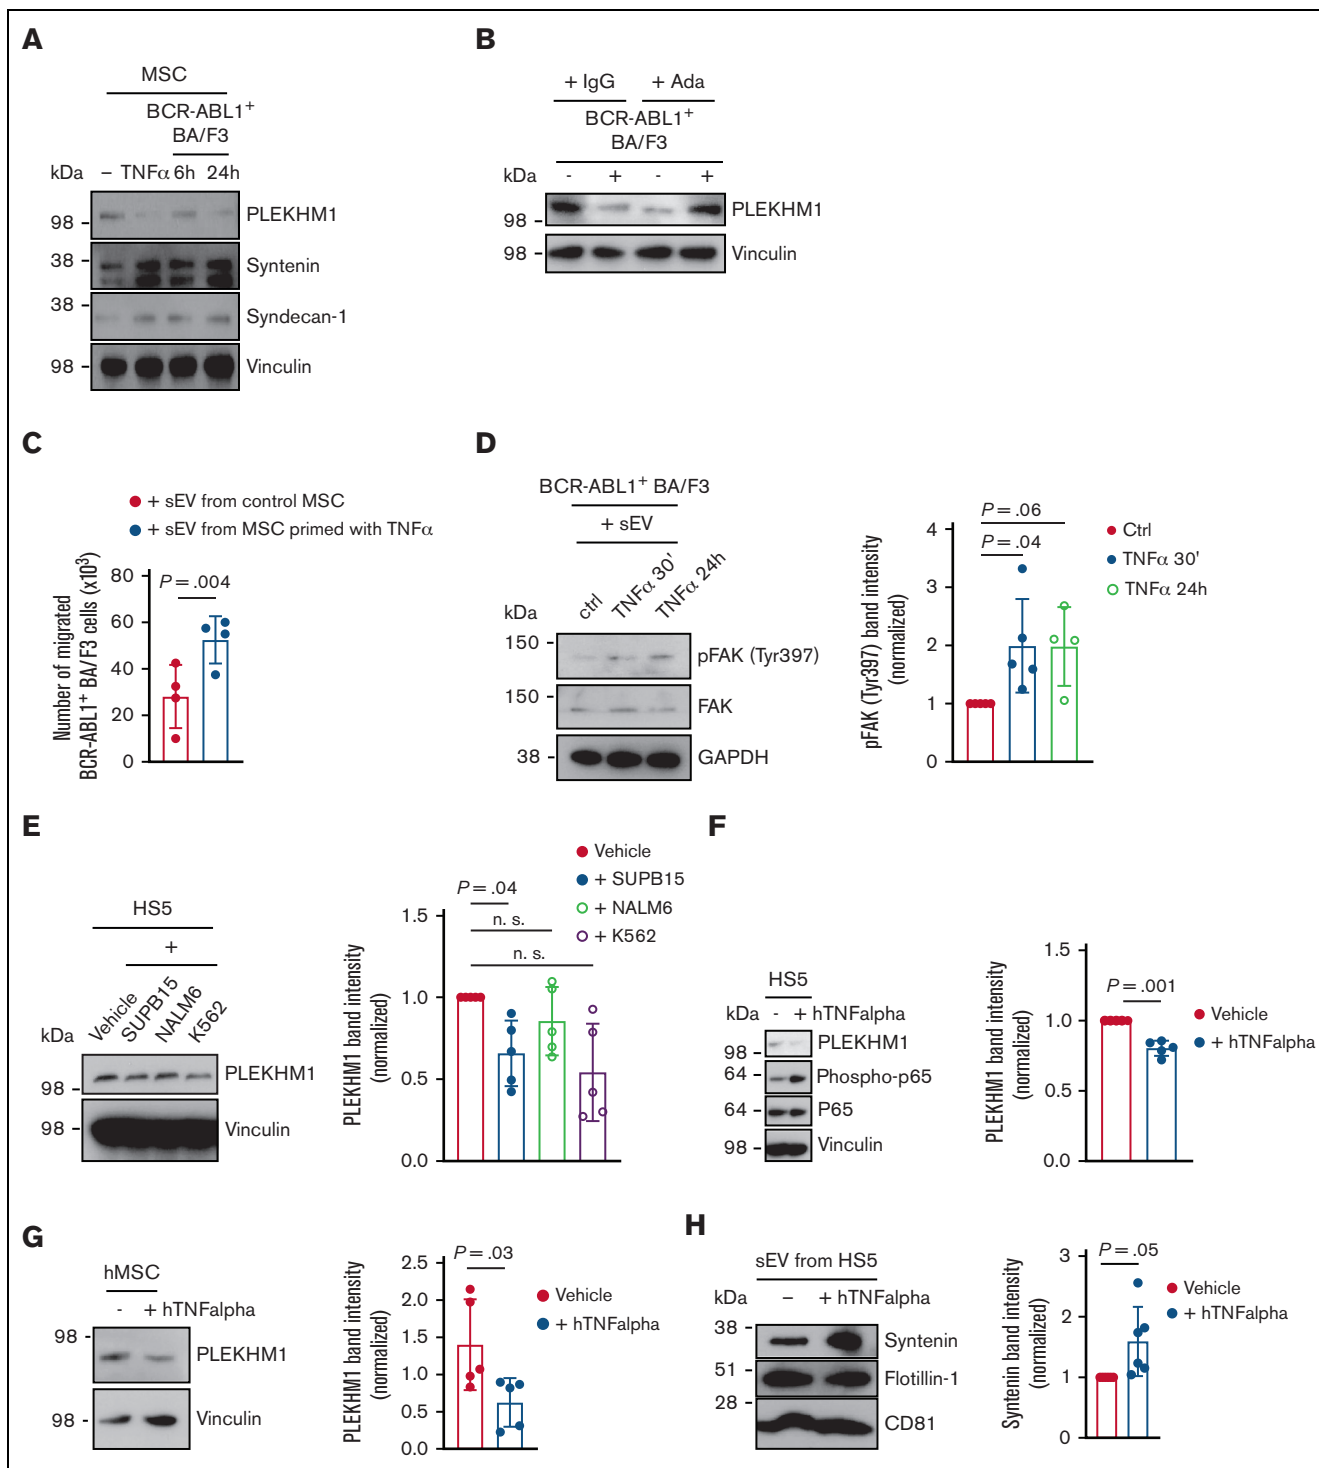 A
MSC
BCR-ABL1+
BA/F3
kDa – TNFα 6h 24h
98
PLEKHM1
38
Syntenin
38
Syndecan-1
98
Vinculin
B
+ IgG + Ada
BCR-ABL1+
BA/F3
kDa - + - +
98
PLEKHM1
98
Vinculin
C
+ sEV from control MSC
+ sEV from MSC primed with TNFα
Number of migrated
BCR-ABL1+ BA/F3 cells (x10³)
80
60
40
20
0
P = .004
D
BCR-ABL1+ BA/F3
+ sEV
kDa ctrl TNFα 30' TNFα 24h
150
pFAK (Tyr397)
150
FAK
38
GAPDH
pFAK (Tyr397) band intensity
(normalized)
4
3
2
1
0
P = .06
P = .04
Ctrl
TNFα 30'
TNFα 24h
E
HS5
+
kDa Vehicle SUPB15 NALM6 K562
98
PLEKHM1
98
Vinculin
PLEKHM1 band intensity
(normalized)
1.5
1.0
0.5
0.0
P = .04
n. s.
n. s.
Vehicle
+ SUPB15
+ NALM6
+ K562
F
HS5
kDa - + hTNFalpha
98
PLEKHM1
64
Phospho-p65
64
P65
98
Vinculin
PLEKHM1 band intensity
(normalized)
1.5
1.0
0.5
0.0
P = .001
Vehicle
+ hTNFalpha
G
hMSC
- + hTNFalpha
98
PLEKHM1
98
Vinculin
PLEKHM1 band intensity
(normalized)
2.5
2.0
1.5
1.0
0.5
0.0
P = .03
Vehicle
+ hTNFalpha
H
sEV from HS5
kDa – + hTNFalpha
38
Syntenin
51
Flotillin-1
28
CD81
Syntenin band intensity
(normalized)
3
2
1
0
P = .05
Vehicle
+ hTNFalpha